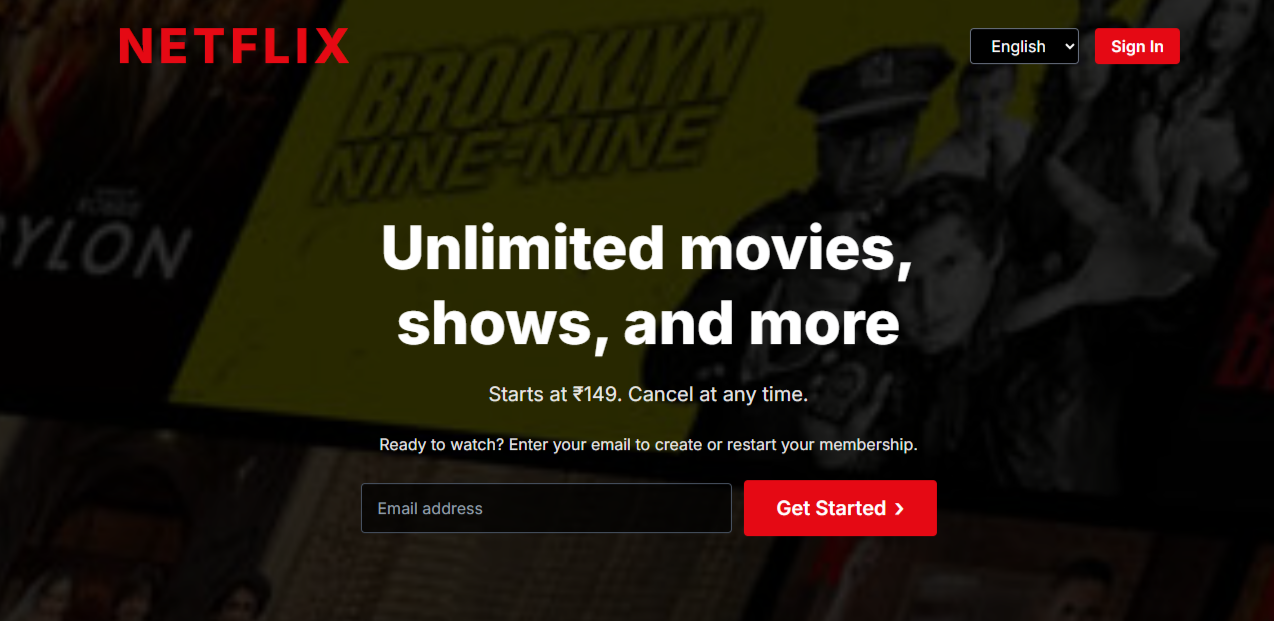 NETFLIX
English
Sign In
BROOKLYN
NINE-NINE
YLON
Unlimited movies,
shows, and more
Starts at ₹149. Cancel at any time.
Ready to watch? Enter your email to create or restart your membership.
Email address
Get Started ›